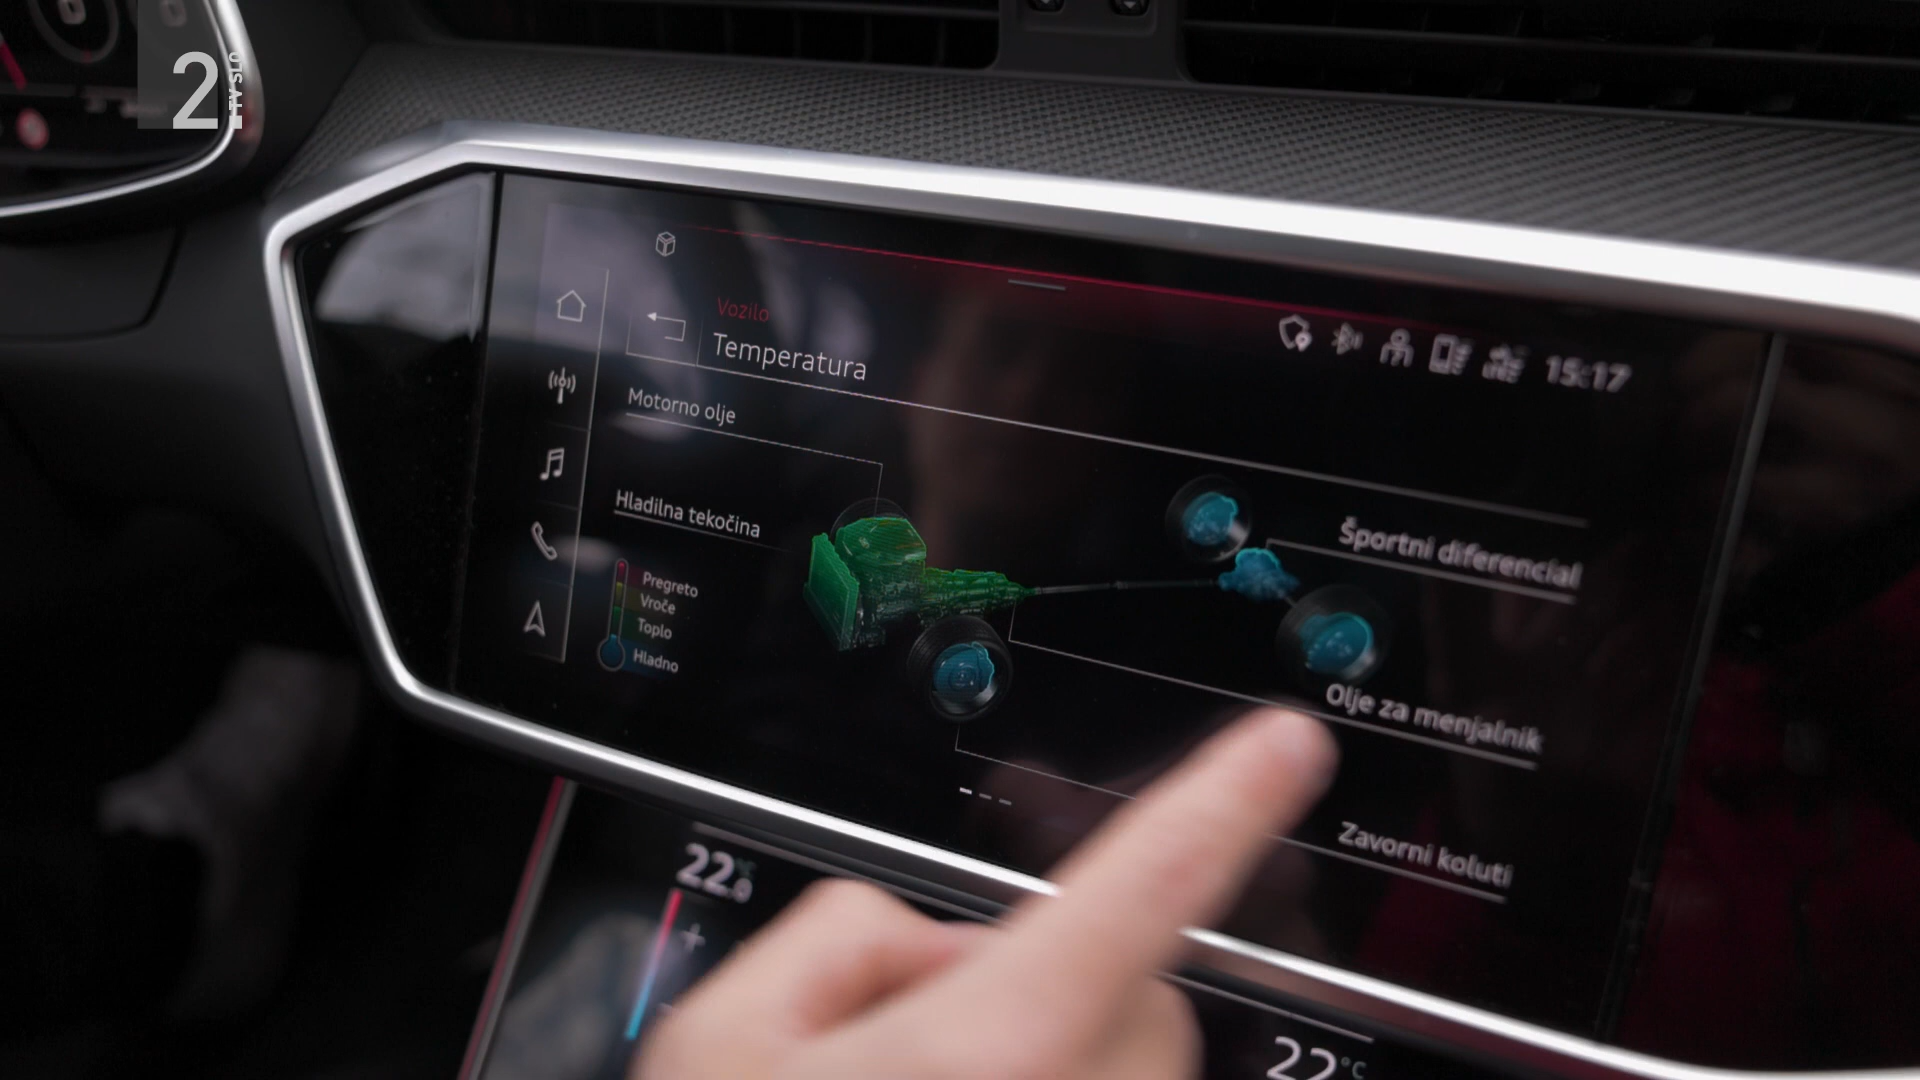 2
TV SLO
Vozilo
Temperatura
15:17
Motorno olje
Hladilna tekočina
Športni diferencial
Pregreto
Vroče
Toplo
Hladno
Olje za menjalnik
Zavorni koluti
22.0 °C
+
22 °C